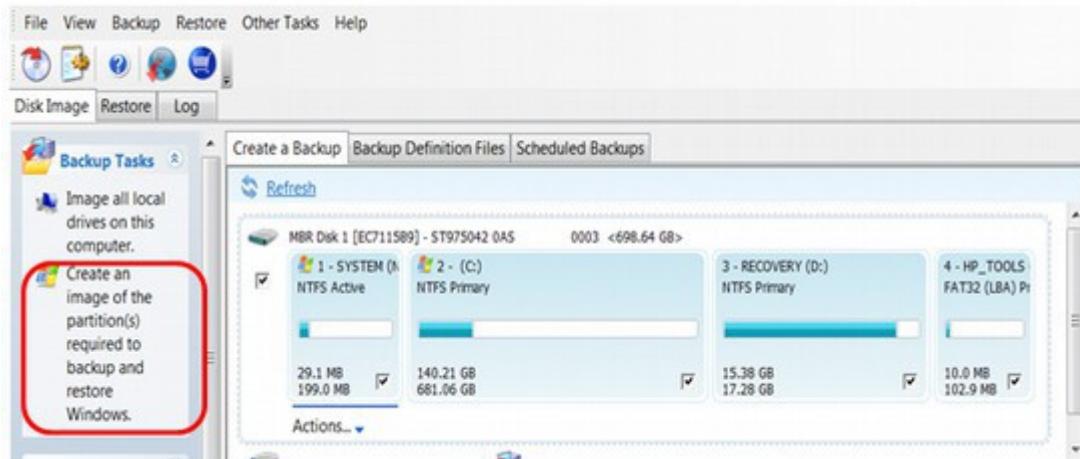 File View Backup Restore Other Tasks Help
Disk Image Restore Log
Backup Tasks
Image all local
drives on this
computer.
Create an
image of the
partition(s)
required to
backup and
restore
Windows.
Create a Backup Backup Definition Files Scheduled Backups
Refresh
MBR Disk 1 [EC7115B9] - ST975042 0AS 0003 <698.64 GB>
1 - SYSTEM (N
NTFS Active
29.1 MB
199.0 MB
2 - (C:)
NTFS Primary
140.21 GB
681.06 GB
3 - RECOVERY (D:)
NTFS Primary
15.38 GB
17.28 GB
4 - HP_TOOLS
FAT32 (LBA) Pr
10.0 MB
102.9 MB
Actions...